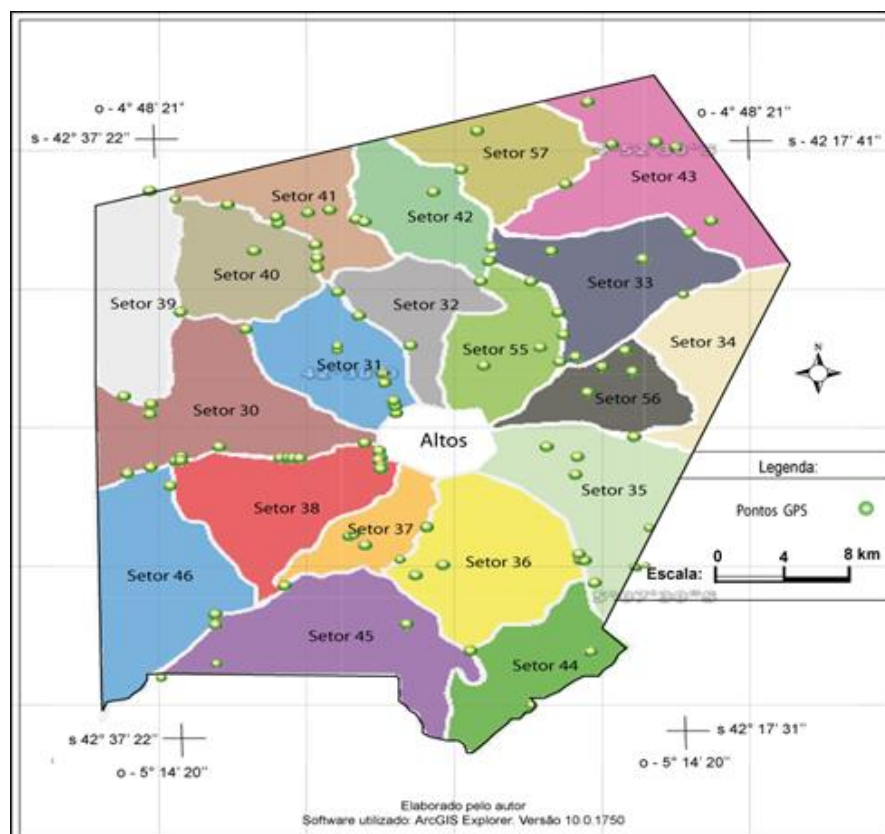 o - 4° 48' 21"
s - 42° 37' 22"
o - 4° 48' 21"
s - 42° 17' 41"
Setor 57
Setor 43
Setor 41
Setor 42
Setor 40
Setor 39
Setor 32
Setor 33
Setor 34
Setor 31
Setor 55
Setor 56
Setor 30
Altos
N
Legenda:
Pontos GPS
Setor 35
Setor 38
Setor 37
Setor 36
Escala:
0 4 8 km
Setor 46
5°07'30"S
Setor 45
Setor 44
s 42° 37' 22"
o - 5° 14' 20"
s 42° 17' 31"
o - 5° 14' 20"
Elaborado pelo autor
Software utilizado: ArcGIS Explorer. Versão 10.0.1750